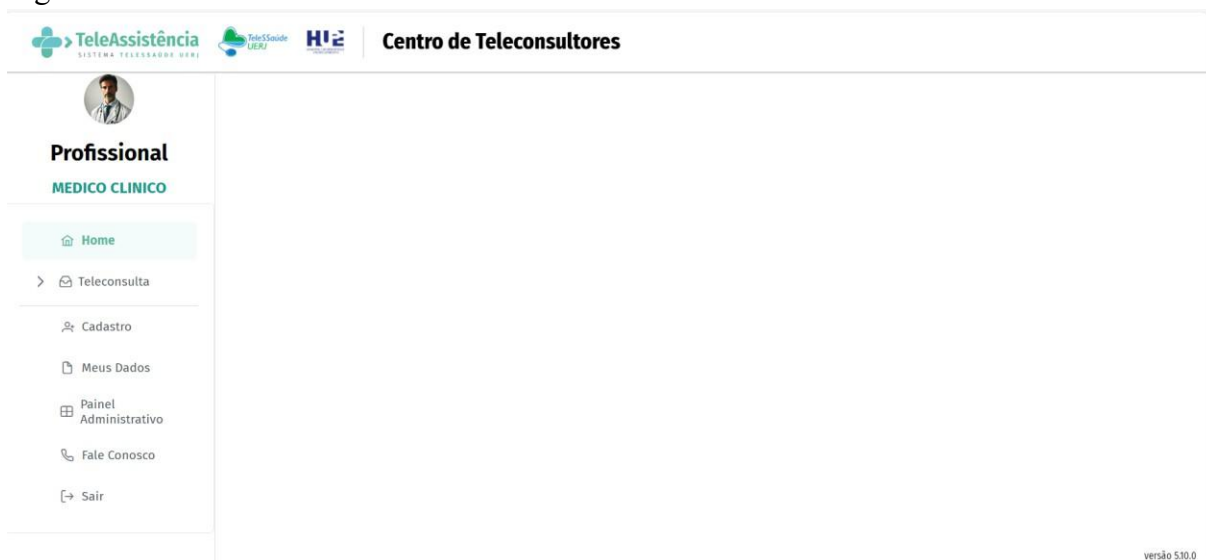 TeleAssistência
SISTEMA TELESSAÚDE UERJ
TeleSSaúde
UERJ
Centro de Teleconsultores
Profissional
MEDICO CLINICO
Home
Teleconsulta
Cadastro
Meus Dados
Painel
Administrativo
Fale Conosco
Sair
versão 5.10.0